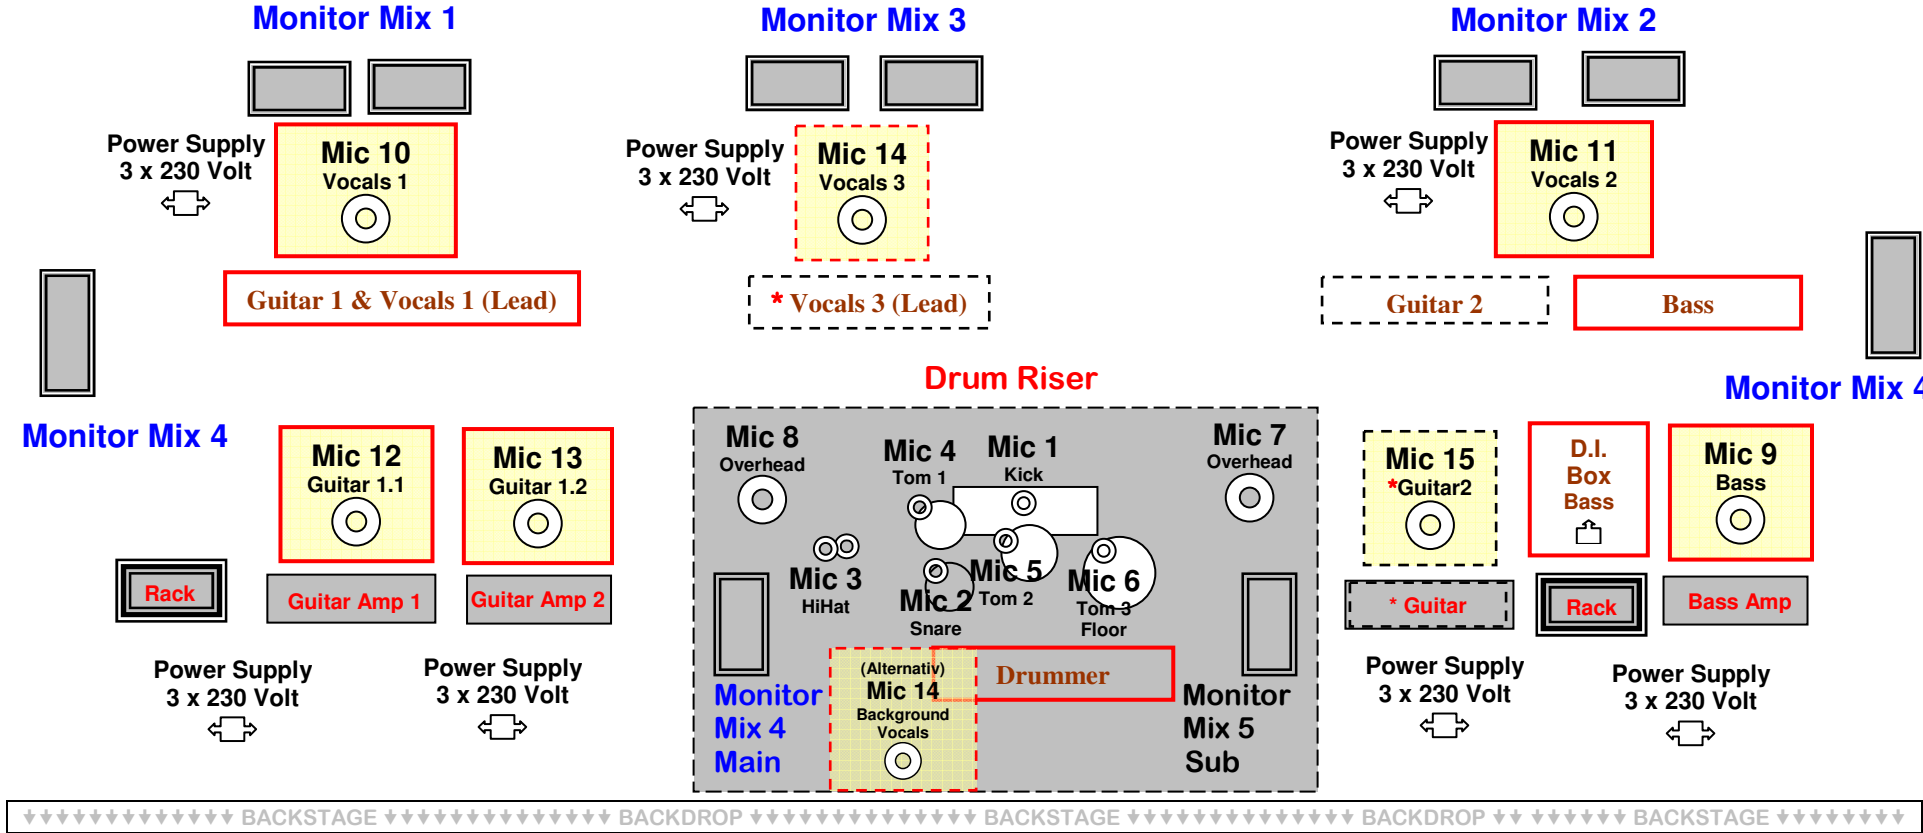 Monitor Mix 1
Monitor Mix 3
Monitor Mix 2
Power Supply
3 x 230 Volt
Mic 10
Vocals 1
Power Supply
3 x 230 Volt
Mic 14
Vocals 3
Power Supply
3 x 230 Volt
Mic 11
Vocals 2
Guitar 1 & Vocals 1 (Lead)
* Vocals 3 (Lead)
Guitar 2
Bass
Drum Riser
Monitor Mix 4
Monitor Mix 4
Mic 12
Guitar 1.1
Mic 13
Guitar 1.2
Mic 8
Overhead
Mic 4
Tom 1
Mic 1
Kick
Mic 7
Overhead
Mic 15
*Guitar2
D.I.
Box
Bass
Mic 9
Bass
Mic 3
HiHat
Mic 2
Snare
Mic 5
Tom 2
Mic 6
Tom 3
Floor
Rack
Guitar Amp 1
Guitar Amp 2
* Guitar
Rack
Bass Amp
Power Supply
3 x 230 Volt
Power Supply
3 x 230 Volt
Monitor
Mix 4
Main
(Alternativ)
Mic 14
Background
Vocals
Drummer
Monitor
Mix 5
Sub
Power Supply
3 x 230 Volt
Power Supply
3 x 230 Volt
BACKSTAGE BACKDROP BACKSTAGE BACKDROP BACKSTAGE